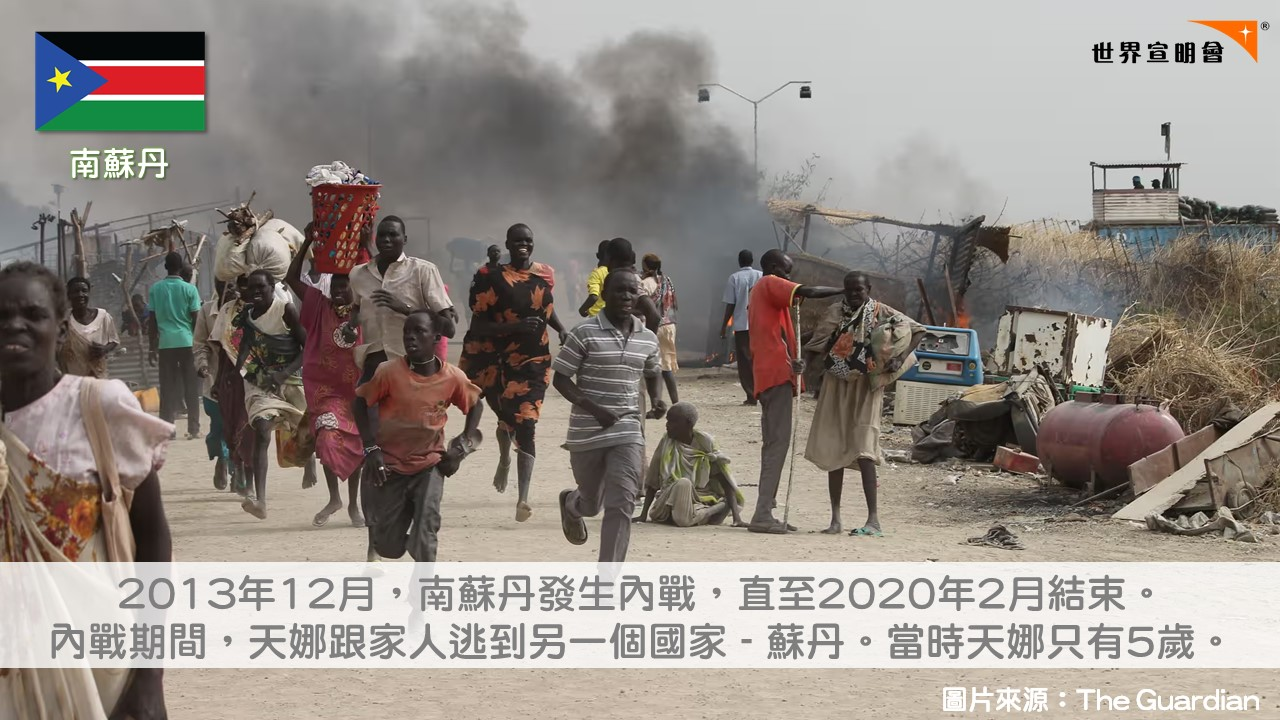 南蘇丹
世界宣明會®
2013年12月，南蘇丹發生內戰，直至2020年2月結束。
內戰期間，天娜跟家人逃到另一個國家 - 蘇丹。當時天娜只有5歲。
圖片來源：The Guardian